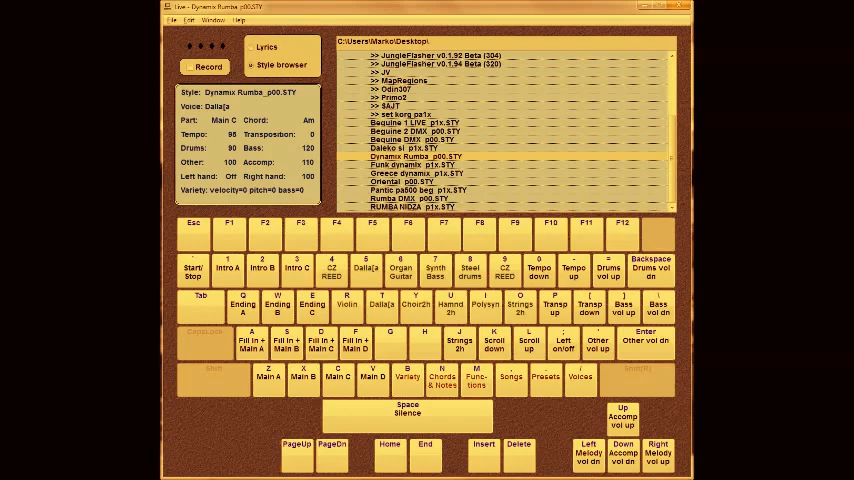 Live - Dynamix Rumba_p00.STY
File Edit Window Help
Record
Lyrics
Style browser
Style: Dynamix Rumba_p00.STY
Voice: Dalla[a
Part: Main C Chord: Am
Tempo: 95 Transposition: 0
Drums: 90 Bass: 120
Other: 100 Accomp: 110
Left hand: Off Right hand: 100
Variety: velocity=0 pitch=0 bass=0
C:\Users\Marko\Desktop\
>> JungleFlasher v0.1.92 Beta (304)
>> JungleFlasher v0.1.94 Beta (320)
>> JV
>> MapRegions
>> Odin307
>> Primo2
>> SAJT
>> set korg pa1x
Beguine 1 LIVE_p1x.STY
Beguine 2 DMX_p00.STY
Beguine DMX_p00.STY
Daleko si_p1x.STY
Dynamix Rumba_p00.STY
Funk dynamix_p1x.STY
Greece dynamix_p1x.STY
Oriental_p00.STY
Pantic pa500 beg_p1x.STY
Rumba DMX_p00.STY
RUMBA NIDZA_p1x.STY
Esc F1 F2 F3 F4 F5 F6 F7 F8 F9 F10 F11 F12
` 1 2 3 4 5 6 7 8 9 0 - = Backspace
Start/ Intro A Intro B Intro C CZ Dalla[a Organ Synth Steel CZ Tempo Tempo Drums Drums vol
Stop REED Guitar Bass drums REED down up vol up dn
Tab Q W E R T Y U I O P [ ] \
Ending Ending Ending Violin Dalla[a Choir2h Hamnd Polysyn Strings Transp Transp Bass Bass
A B C 2h 2h up down vol up vol dn
CapsLock A S D F G H J K L ; ' Enter
Fill in + Fill in + Fill in + Fill in + Strings Scroll Scroll Left Other Other vol dn
Main A Main B Main C Main D 2h down up on/off vol up
Shift Z X C V B N M , . / Shift(R)
Main A Main B Main C Main D Variety Chords Func- Songs Presets Voices
& Notes tions
Space
Silence
Up
Accomp
vol up
PageUp PageDn Home End Insert Delete Left Down Right
Melody Accomp Melody
vol dn vol dn vol up